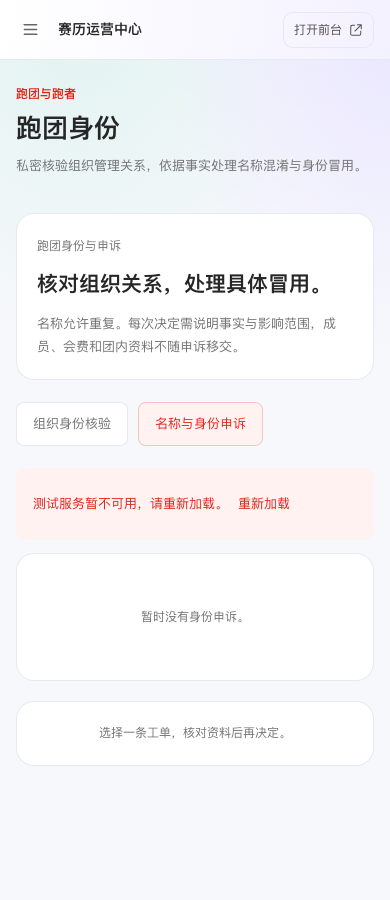 赛历运营中心
打开前台
跑团与跑者
跑团身份
私密核验组织管理关系，依据事实处理名称混淆与身份冒用。
跑团身份与申诉
核对组织关系，处理具体冒用。
名称允许重复。每次决定需说明事实与影响范围，成
员、会费和团内资料不随申诉移交。
组织身份核验
名称与身份申诉
测试服务暂不可用，请重新加载。 重新加载
暂时没有身份申诉。
选择一条工单，核对资料后再决定。